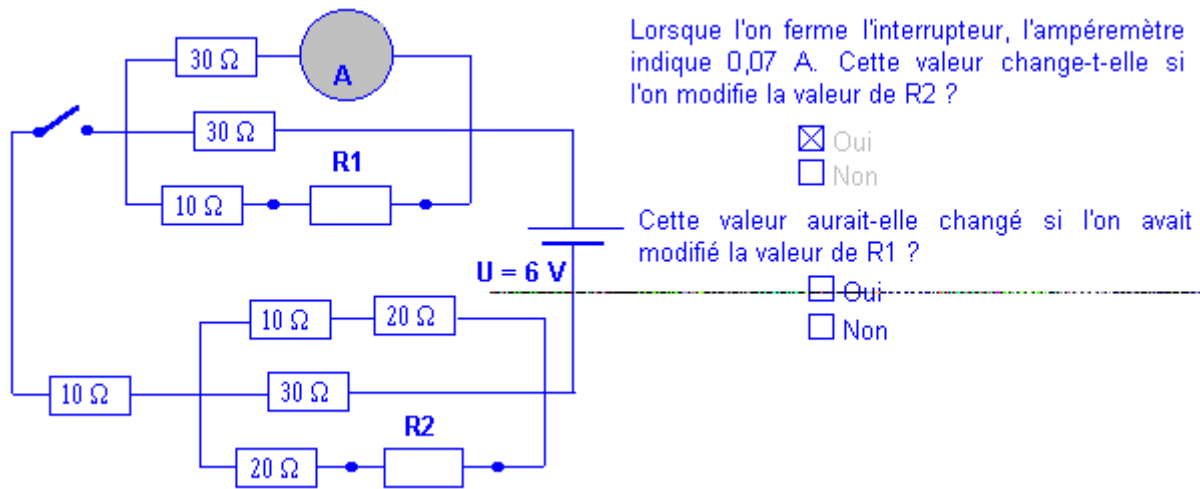 Lorsque l'on ferme l'interrupteur, l'ampéremètre
indique 0,07 A. Cette valeur change-t-elle si
l'on modifie la valeur de R2 ?
Oui
Non
Cette valeur aurait-elle changé si l'on avait
modifié la valeur de R1 ?
Oui
Non
30 Ω
A
30 Ω
R1
10 Ω
U = 6 V
10 Ω
20 Ω
10 Ω
30 Ω
R2
20 Ω